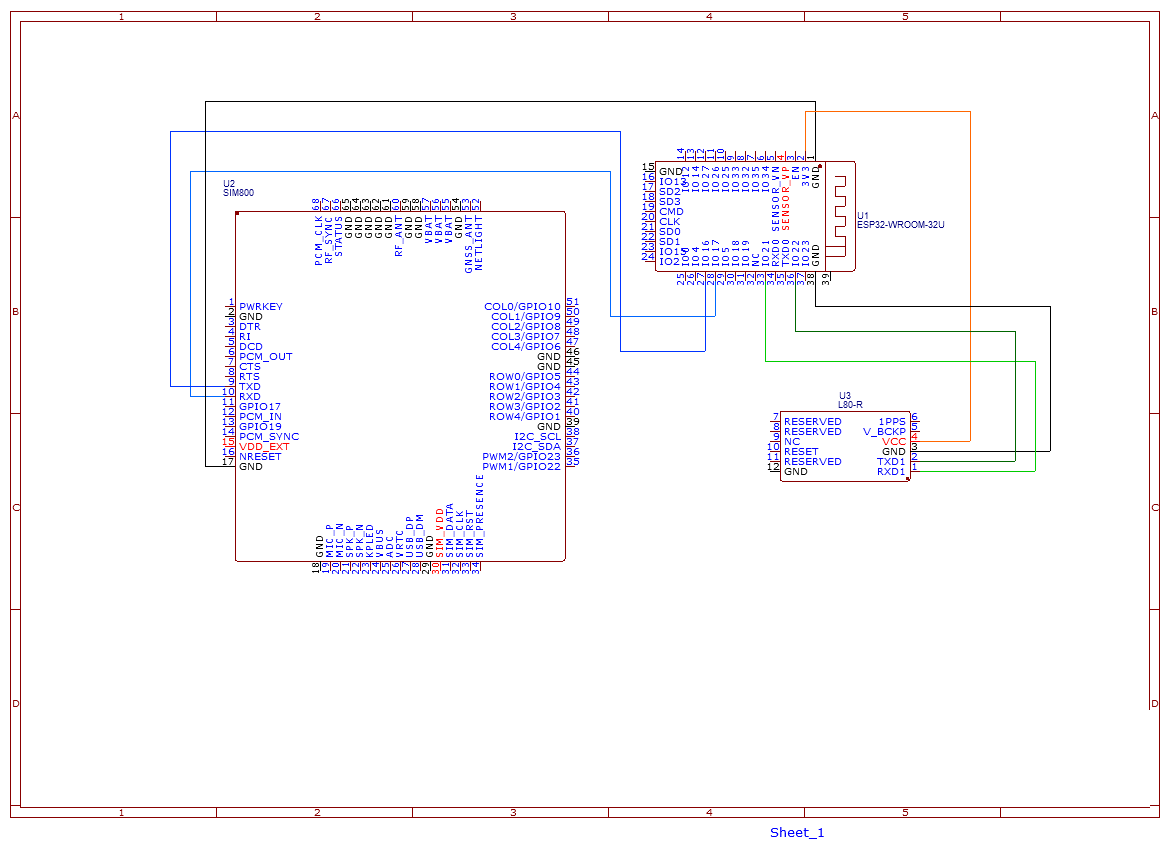 1 2 3 4 5
A
A
B
B
C
C
D
D
U2
SIM800
68 67 66 65 64 63 62 61 60 59 58 57 56 55 54 53 52
PCM_CLK
RF_SYNC
STATUS
GND
GND
GND
GND
GND
RF_ANT
GND
GND
VBAT
VBAT
VBAT
GND
GNSS_ANT
NETLIGHT
1 PWRKEY
2 GND
3 DTR
4 RI
5 DCD
6 PCM_OUT
7 CTS
8 RTS
9 TXD
10 RXD
11 GPIO17
12 PCM_IN
13 GPIO19
14 PCM_SYNC
15 VDD_EXT
16 NRESET
17 GND
COL0/GPIO10 51
COL1/GPIO9 50
COL2/GPIO8 49
COL3/GPIO7 48
COL4/GPIO6 47
GND 46
GND 45
ROW0/GPIO5 44
ROW1/GPIO4 43
ROW2/GPIO3 42
ROW3/GPIO2 41
ROW4/GPIO1 40
GND 39
I2C_SCL 38
I2C_SDA 37
PWM2/GPIO23 36
PWM1/GPIO22 35
18 GND
19 MIC_P
20 MIC_N
21 SPK_P
22 SPK_N
23 KPLED
24 VBUS
25 ADC
26 VRTC
27 USB_DP
28 USB_DM
29 GND
30 SIM_VDD
31 SIM_DATA
32 SIM_CLK
33 SIM_RST
34 SIM_PRESENCE
U1
ESP32-WROOM-32U
14 IO12
13 IO14
12 IO27
11 IO26
10 IO25
9 IO33
8 IO32
7 IO35
6 IO34
5 SENSOR_VN
4 SENSOR_VP
3 EN
2 3V3
1 GND
15 GND
16 IO13
17 SD2
18 SD3
19 CMD
20 CLK
21 SD0
22 SD1
23 IO15
24 IO2
25 IO0
26 IO4
27 IO16
28 IO17
29 IO5
30 IO18
31 IO19
32 NC
33 IO21
34 RXD0
35 TXD0
36 IO22
37 IO23
38 GND
39
U3
L80-R
7 RESERVED
8 RESERVED
9 NC
10 RESET
11 RESERVED
12 GND
1PPS 6
V_BCKP 5
VCC 4
GND 3
TXD1 2
RXD1 1
1 2 3 4 5
Sheet_1